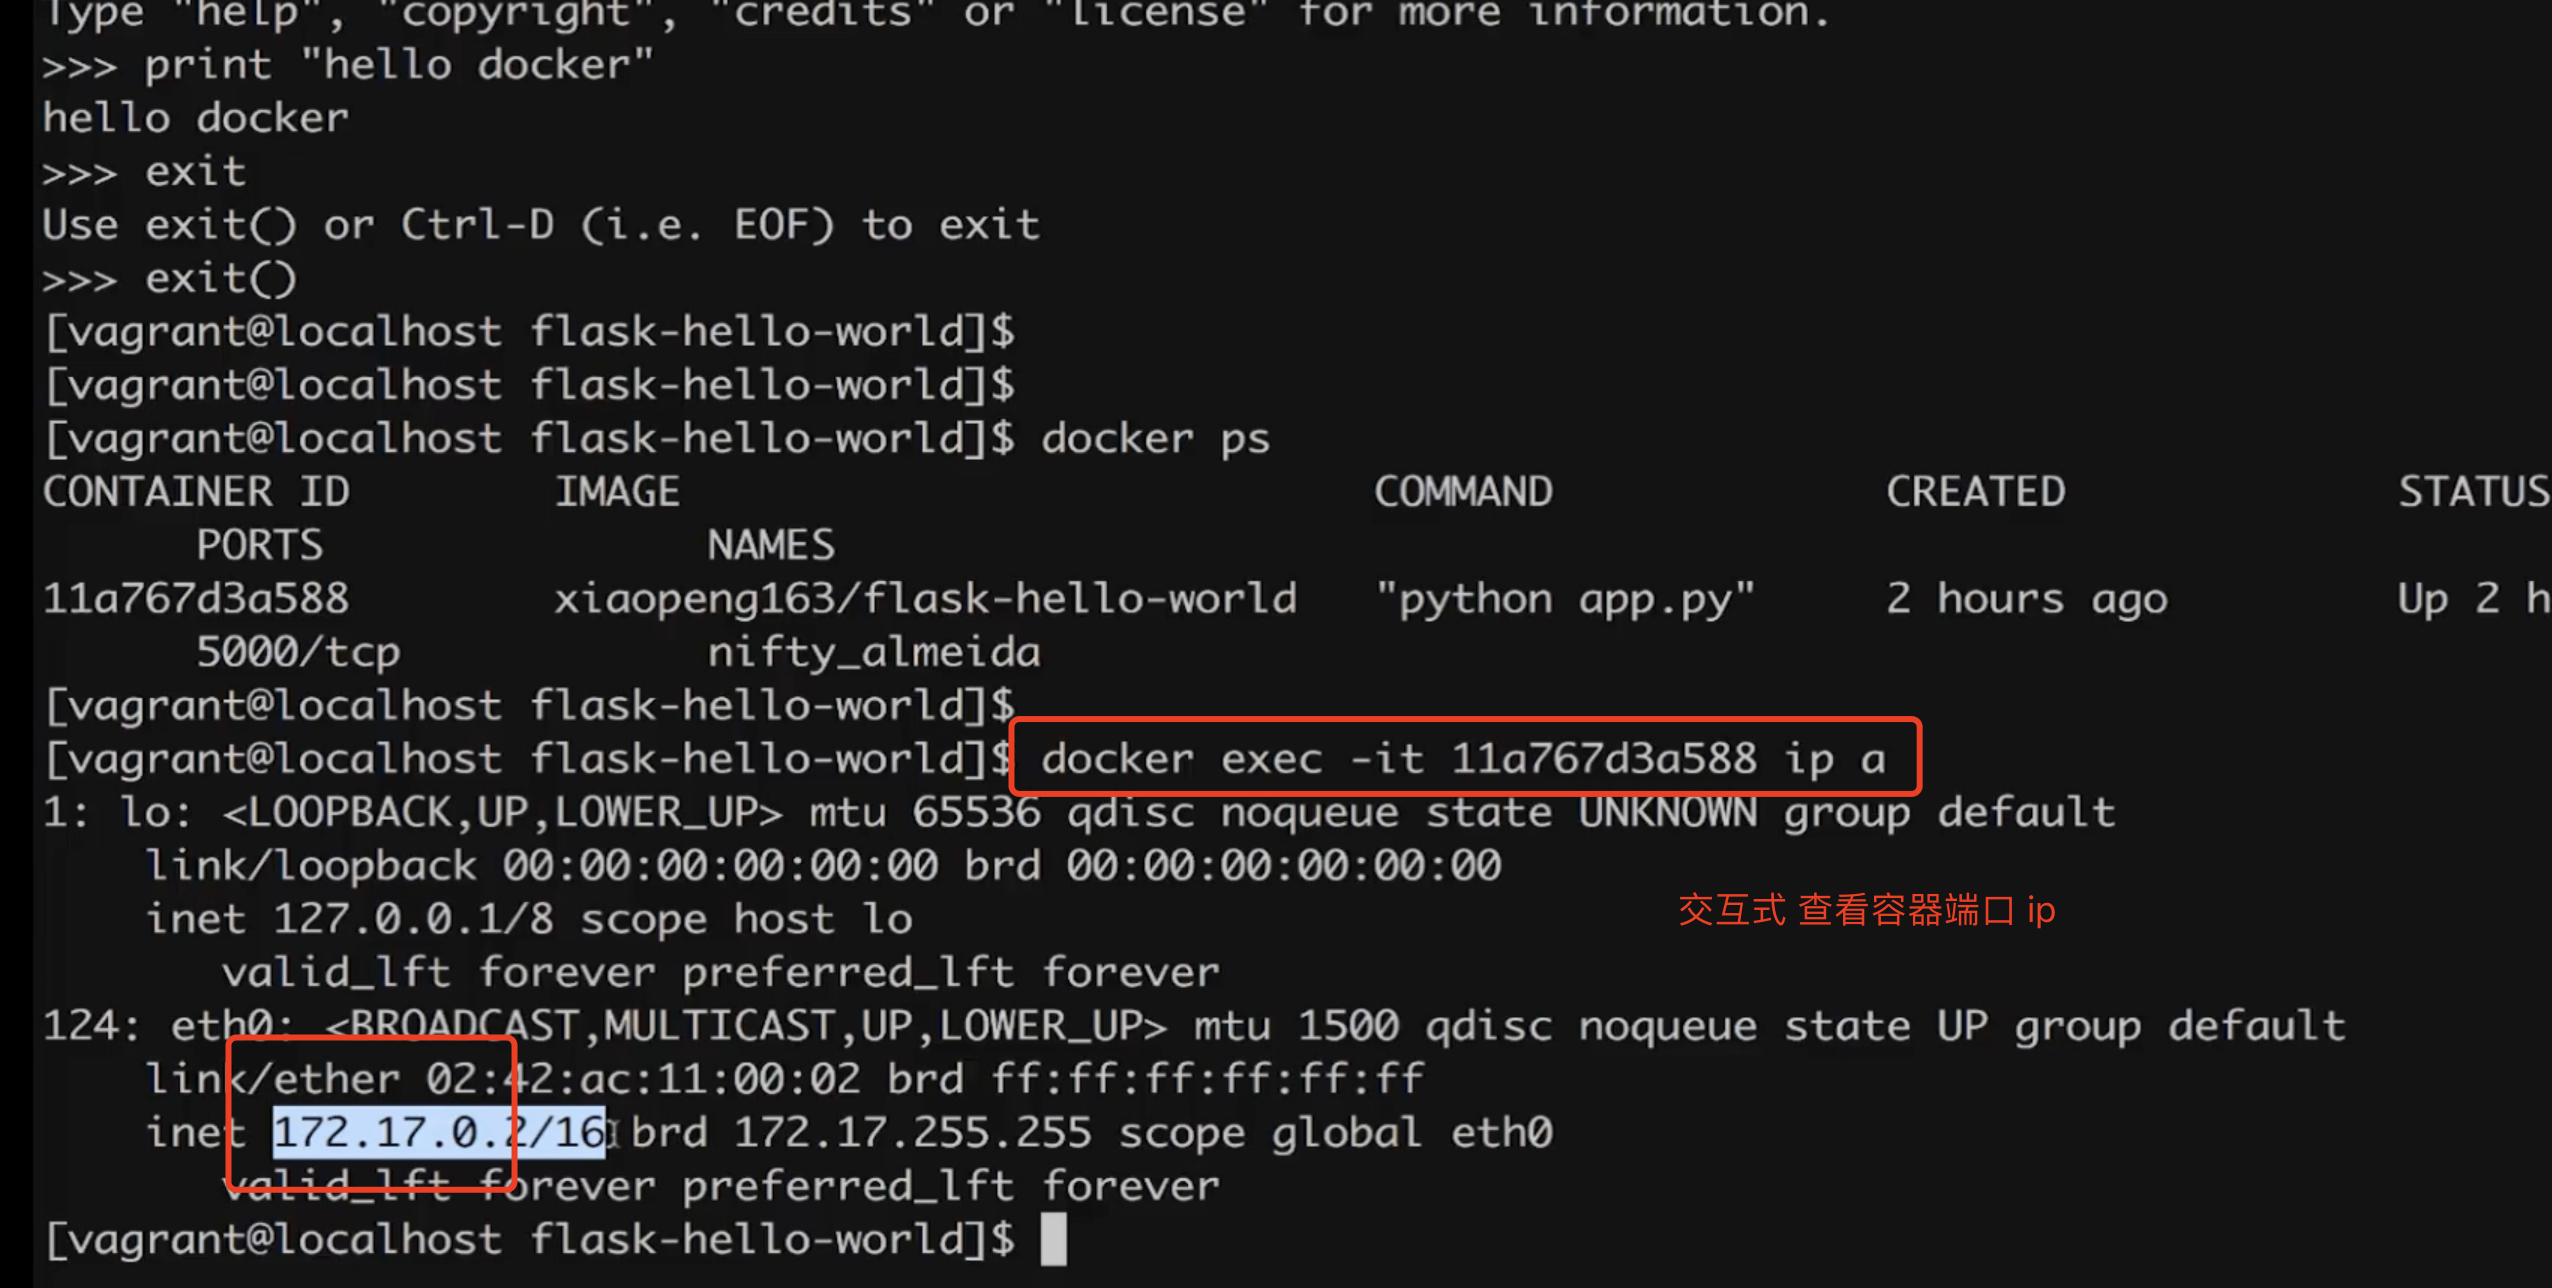 Type "help", "copyright", "credits" or "license" for more information.
>>> print "hello docker"
hello docker
>>> exit
Use exit() or Ctrl-D (i.e. EOF) to exit
>>> exit()
[vagrant@localhost flask-hello-world]$
[vagrant@localhost flask-hello-world]$
[vagrant@localhost flask-hello-world]$ docker ps
CONTAINER ID        IMAGE                           COMMAND             CREATED             STATUS
      PORTS               NAMES
11a767d3a588        xiaopeng163/flask-hello-world   "python app.py"     2 hours ago         Up 2 h
      5000/tcp            nifty_almeida
[vagrant@localhost flask-hello-world]$
[vagrant@localhost flask-hello-world]$ docker exec -it 11a767d3a588 ip a
1: lo: <LOOPBACK,UP,LOWER_UP> mtu 65536 qdisc noqueue state UNKNOWN group default
    link/loopback 00:00:00:00:00:00 brd 00:00:00:00:00:00
交互式 查看容器端口 ip
    inet 127.0.0.1/8 scope host lo
       valid_lft forever preferred_lft forever
124: eth0: <BROADCAST,MULTICAST,UP,LOWER_UP> mtu 1500 qdisc noqueue state UP group default
    link/ether 02:42:ac:11:00:02 brd ff:ff:ff:ff:ff:ff
    inet 172.17.0.2/16 brd 172.17.255.255 scope global eth0
       valid_lft forever preferred_lft forever
[vagrant@localhost flask-hello-world]$